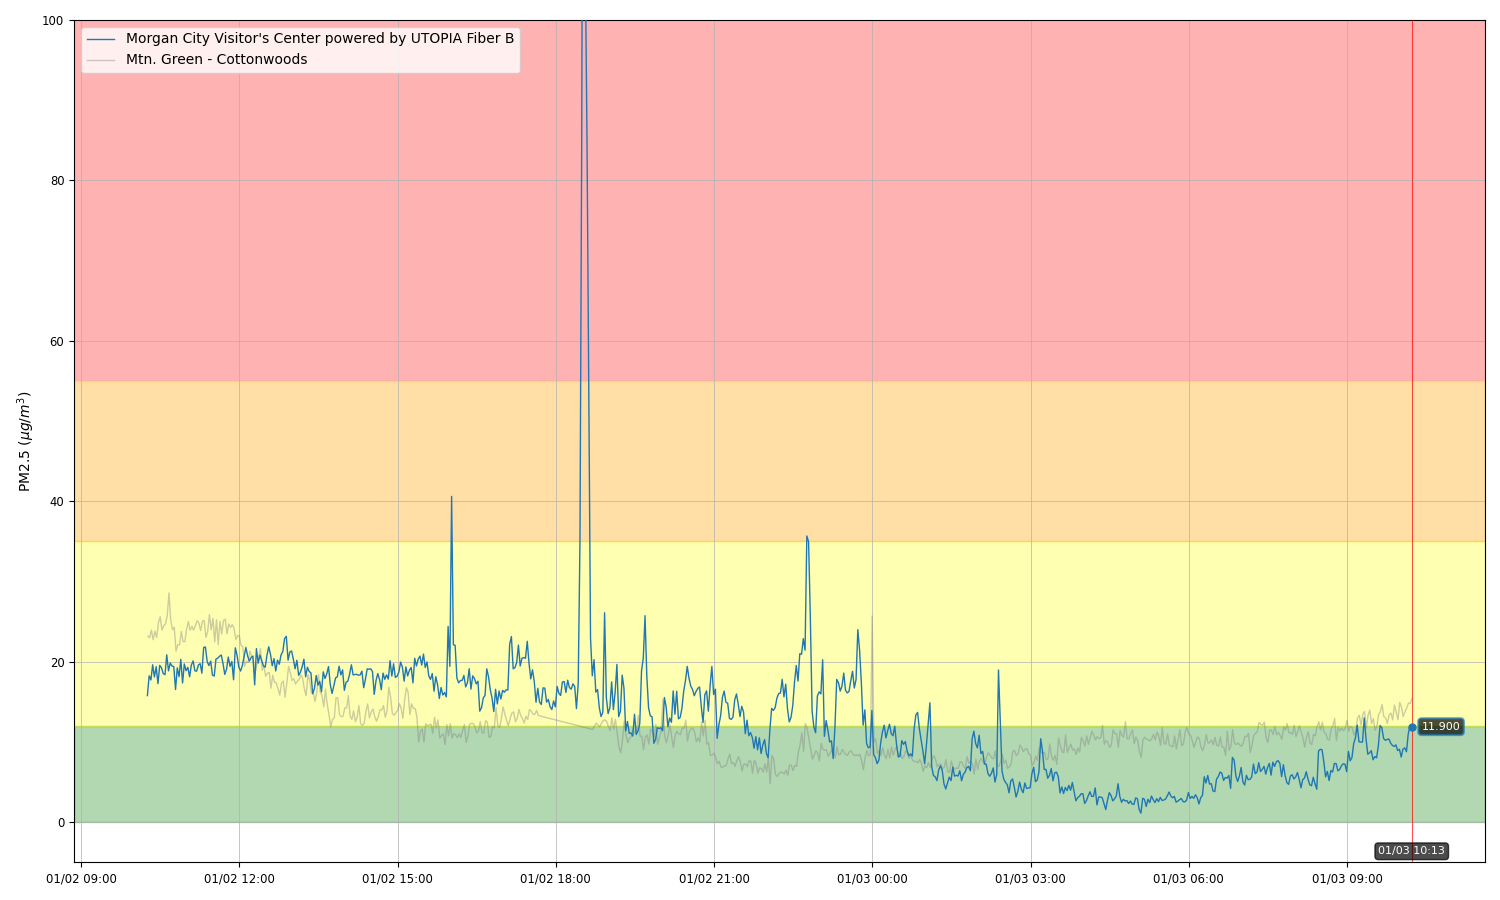 100
Morgan City Visitor's Center powered by UTOPIA Fiber B
Mtn. Green - Cottonwoods
80
60
PM2.5 (μg/m³)
40
20
11.900
0
01/03 10:13
01/02 09:00 01/02 12:00 01/02 15:00 01/02 18:00 01/02 21:00 01/03 00:00 01/03 03:00 01/03 06:00 01/03 09:00